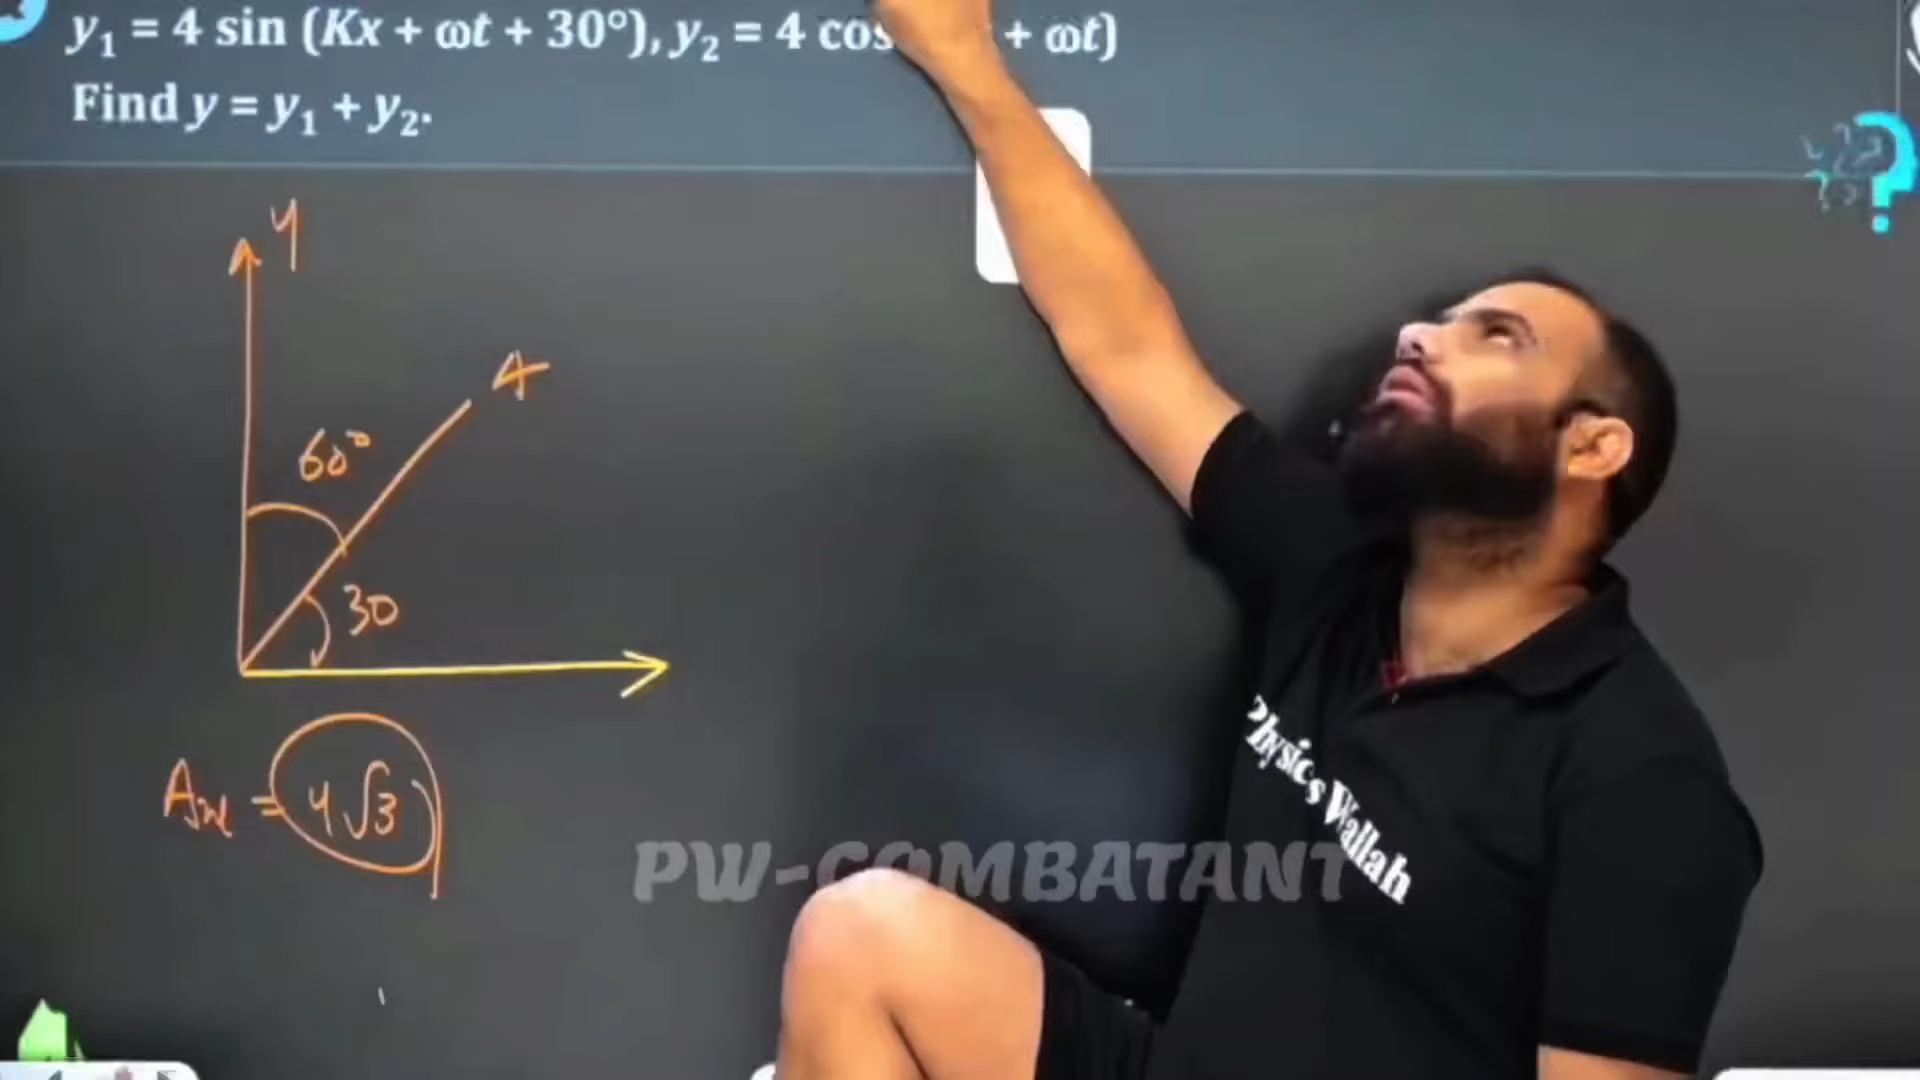 y₁ = 4 sin (Kx + ωt + 30°), y₂ = 4 cos + ωt)
Find y = y₁ + y₂.
y
4
60°
30
A = 4√3
Physics Wallah
PW-COMBATANT